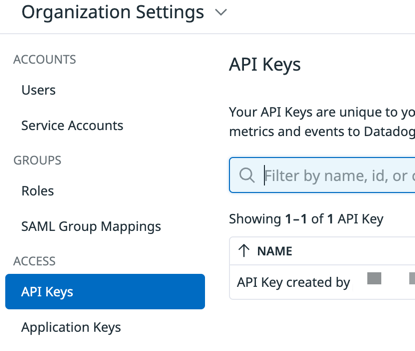 Organization Settings
ACCOUNTS
Users
Service Accounts
GROUPS
Roles
SAML Group Mappings
ACCESS
API Keys
Application Keys
API Keys
Your API Keys are unique to yo
metrics and events to Datadog
Filter by name, id, or c
Showing 1–1 of 1 API Key
NAME
API Key created by